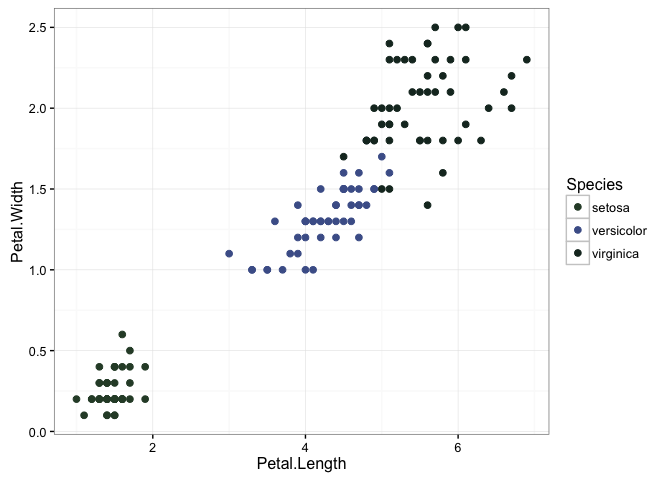 2.5
2.0
1.5
1.0
0.5
0.0
Petal.Width
2 4 6
Petal.Length
Species
setosa
versicolor
virginica